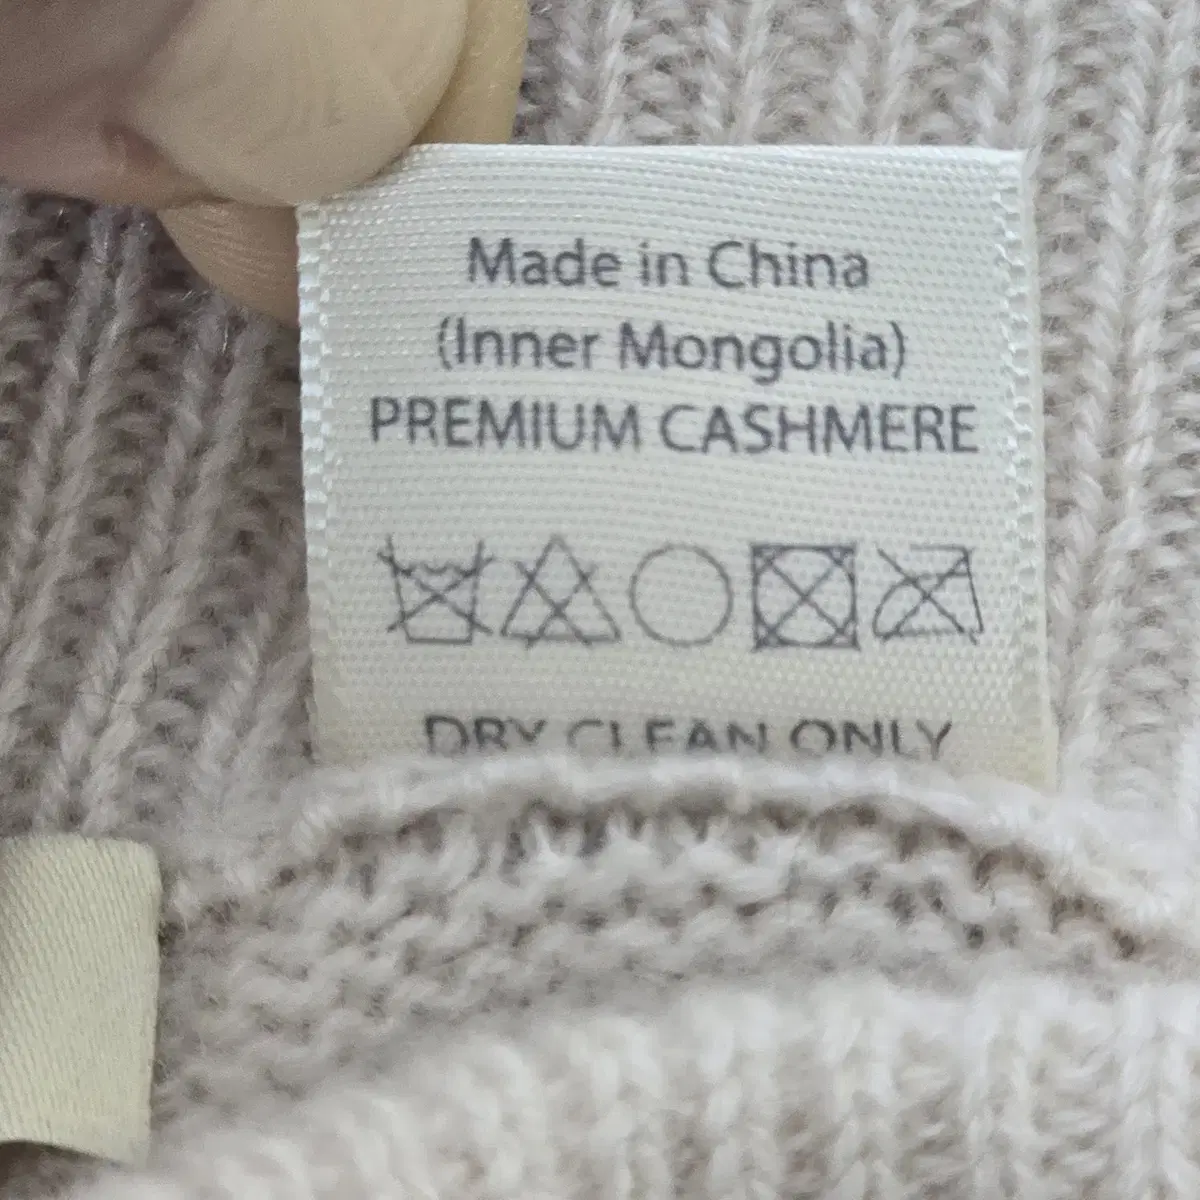 Made in China
(Inner Mongolia)
PREMIUM CASHMERE
DRY CLEAN ONLY